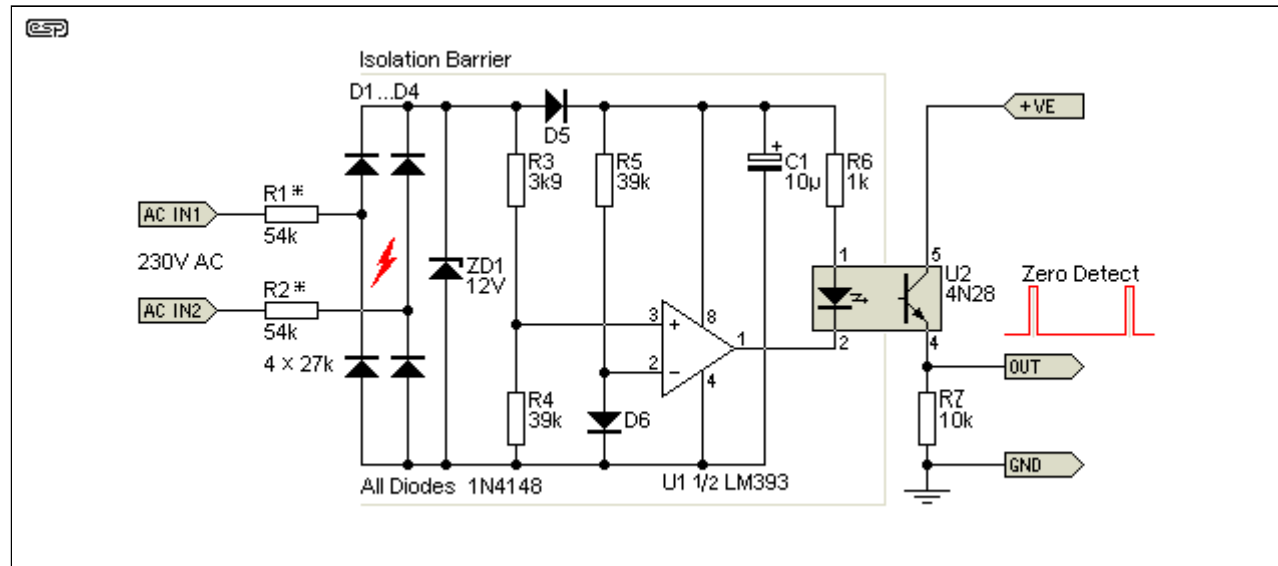 esp
Isolation Barrier
D1 ...D4
+VE
D5
R3
3k9
R5
39k
C1
10µ
+
R6
1k
R1*
AC IN1
54k
230V AC
R2*
AC IN2
54k
4 × 27k
ZD1
12V
1
5
U2
4N28
Zero Detect
3
+
8
2
−
1
4
2
4
OUT
R4
39k
D6
R7
10k
GND
All Diodes 1N4148
U1 1/2 LM393